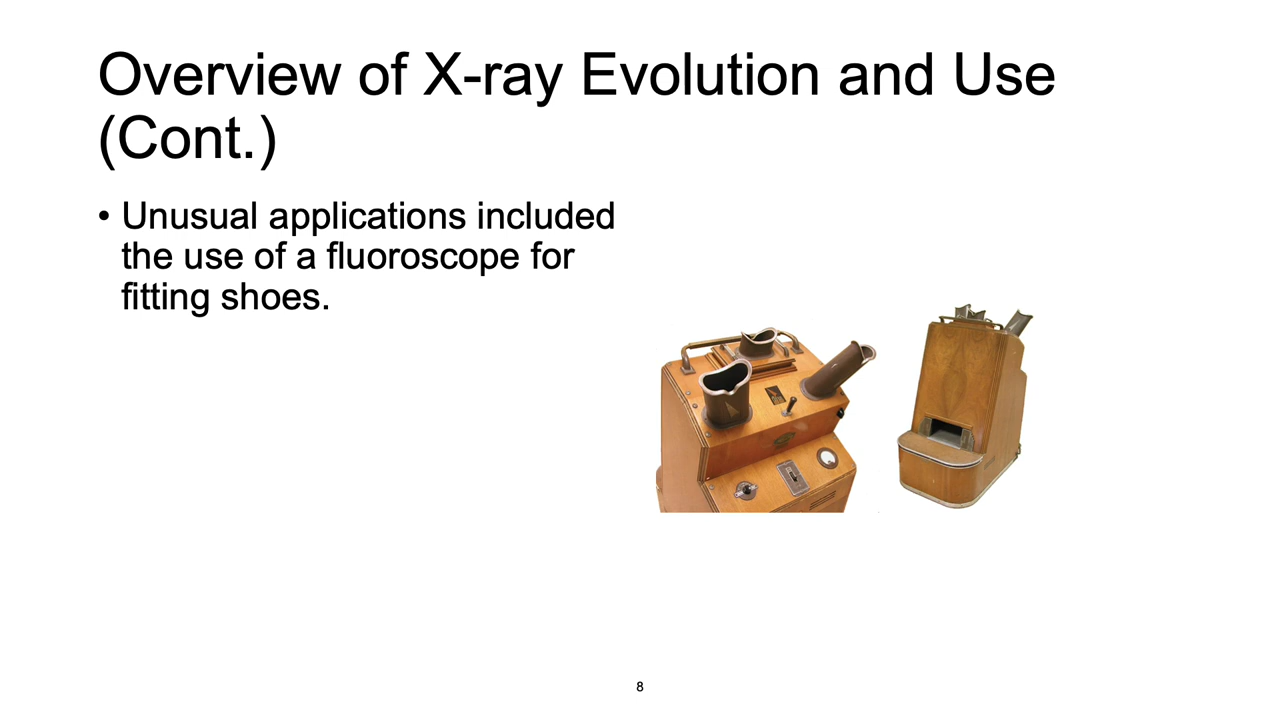 Overview of X-ray Evolution and Use
(Cont.)
• Unusual applications included
the use of a fluoroscope for
fitting shoes.
8